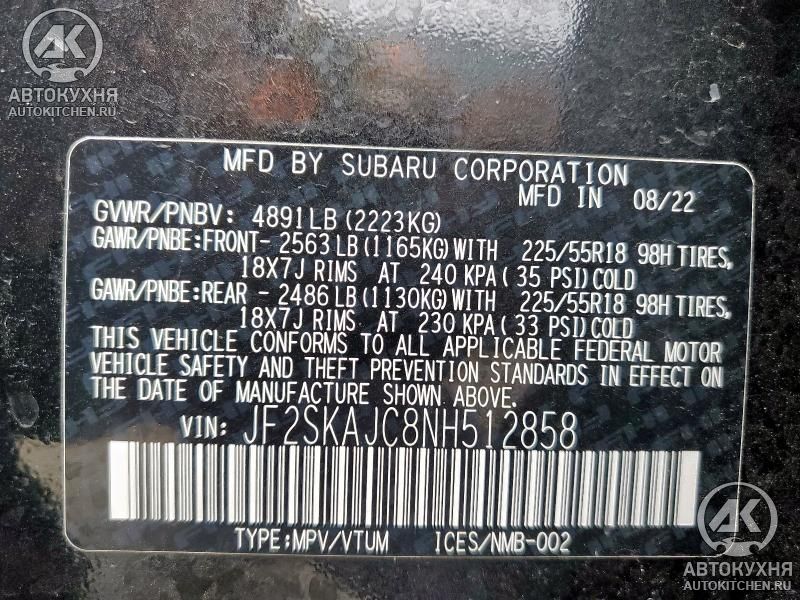 АК
АВТОКУХНЯ
AUTOKITCHEN.RU
MFD BY SUBARU CORPORATION
MFD IN 08/22
GVWR/PNBV: 4891LB(2223KG)
GAWR/PNBE:FRONT- 2563LB(1165KG)WITH 225/55R18 98H TIRES,
18X7J RIMS AT 240 KPA( 35 PSI)COLD
GAWR/PNBE:REAR - 2486LB(1130KG)WITH 225/55R18 98H TIRES,
18X7J RIMS AT 230 KPA( 33 PSI)COLD
THIS VEHICLE CONFORMS TO ALL APPLICABLE FEDERAL MOTOR
VEHICLE SAFETY AND THEFT PREVENTION STANDARDS IN EFFECT ON
THE DATE OF MANUFACTURE SHOWN ABOVE.
VIN: JF2SKAJC8NH512858
TYPE:MPV/VTUM ICES/NMB-002
АК
АВТОКУХНЯ
AUTOKITCHEN.RU